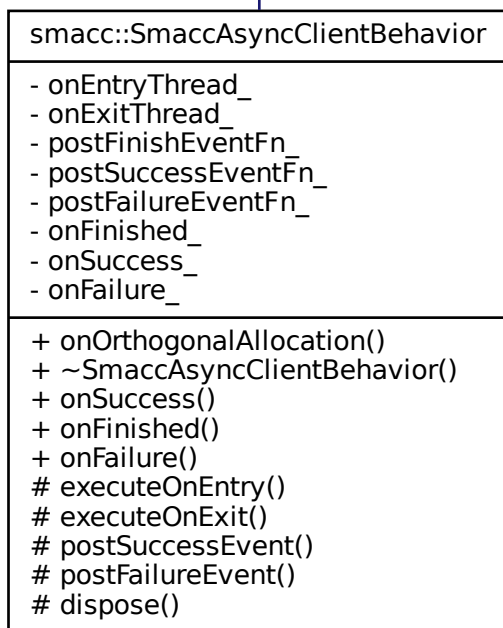 smacc::SmaccAsyncClientBehavior
- onEntryThread_
- onExitThread_
- postFinishEventFn_
- postSuccessEventFn_
- postFailureEventFn_
- onFinished_
- onSuccess_
- onFailure_
+ onOrthogonalAllocation()
+ ~SmaccAsyncClientBehavior()
+ onSuccess()
+ onFinished()
+ onFailure()
# executeOnEntry()
# executeOnExit()
# postSuccessEvent()
# postFailureEvent()
# dispose()